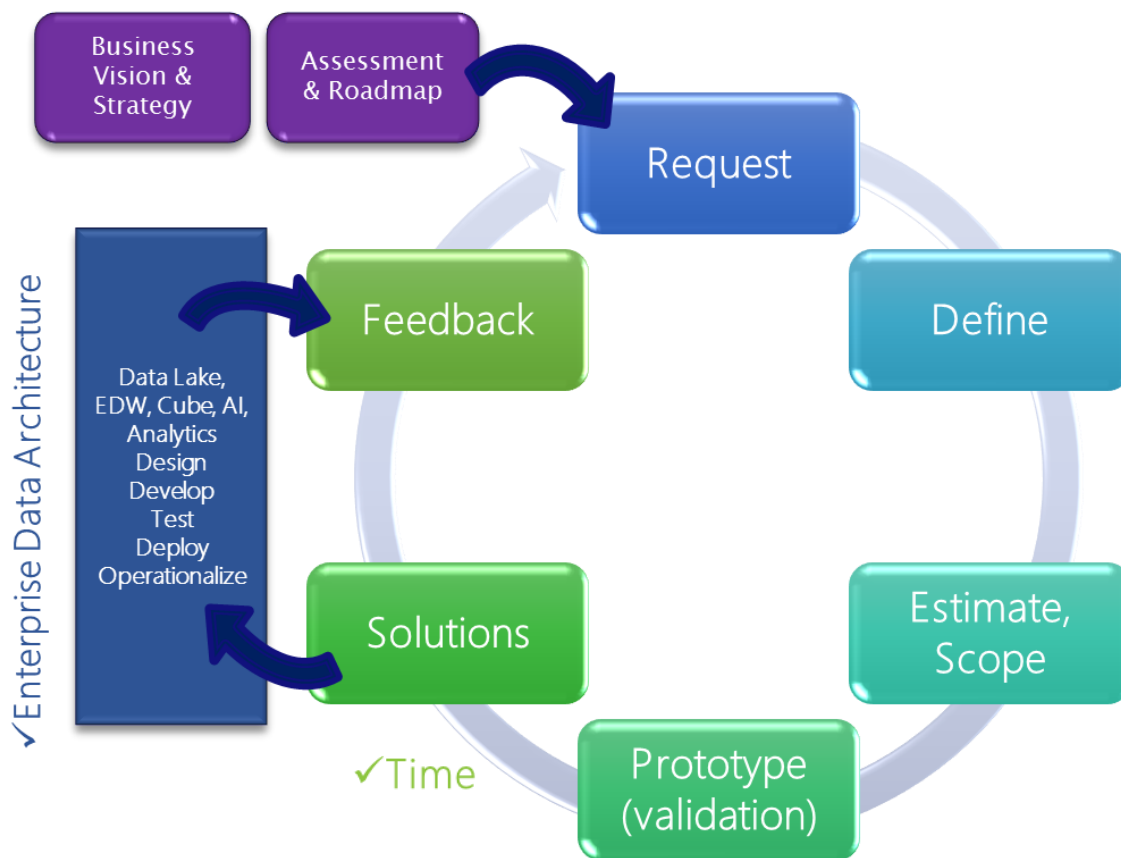 Business
Vision &
Strategy
Assessment
& Roadmap
Request
Define
Estimate,
Scope
Prototype
(validation)
Solutions
Feedback
Data Lake,
EDW, Cube, AI,
Analytics
Design
Develop
Test
Deploy
Operationalize
✓Enterprise Data Architecture
✓Time